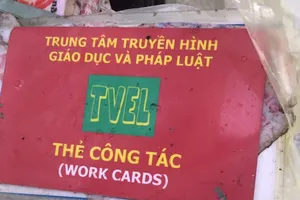 TRUNG TÂM TRUYỀN HÌNH
GIÁO DỤC VÀ PHÁP LUẬT
TVEL
THẺ CÔNG TÁC
(WORK CARDS)